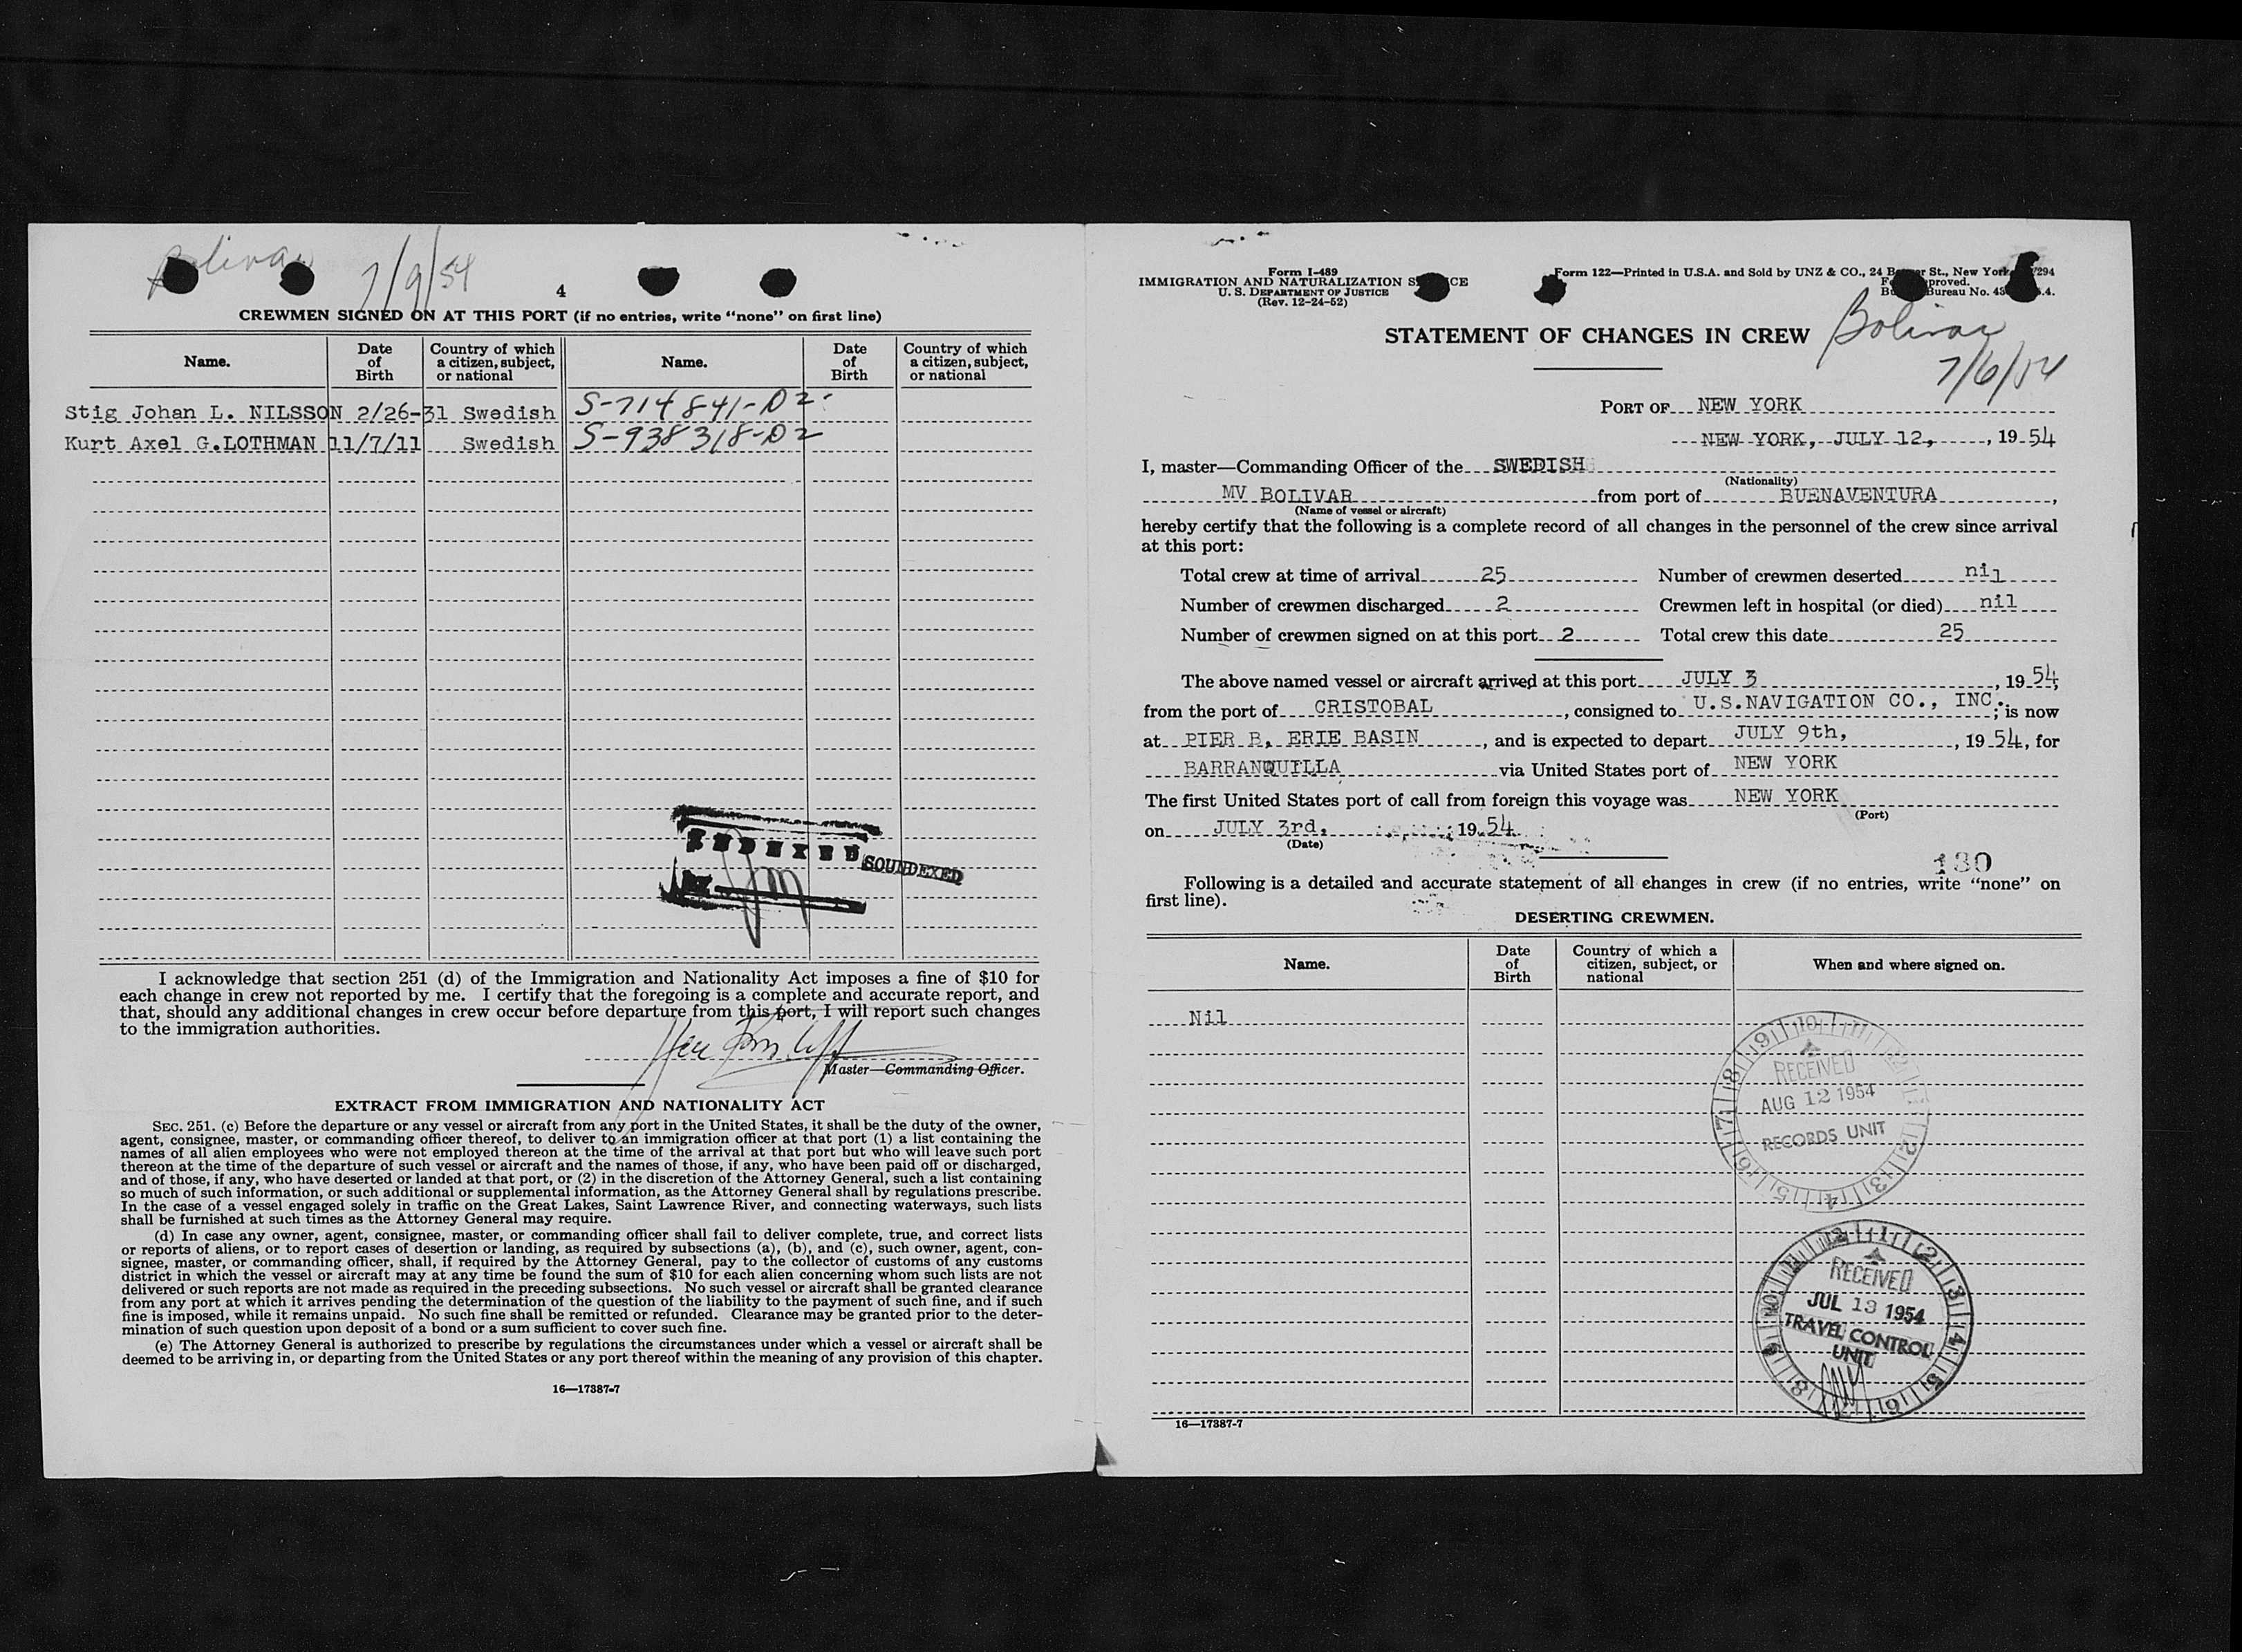 Bolivar 7/9/54
4
CREWMEN SIGNED ON AT THIS PORT (if no entries, write “none” on first line)
Name. Date of Birth Country of which a citizen, subject, or national Name. Date of Birth Country of which a citizen, subject, or national
Stig Johan L. NILSSON 2/26-31 Swedish S-714841-D2
Kurt Axel G.LOTHMAN 11/7/11 Swedish S-938318-D2
INDEXED
SOUNDEXED
I acknowledge that section 251 (d) of the Immigration and Nationality Act imposes a fine of $10 for
each change in crew not reported by me. I certify that the foregoing is a complete and accurate report, and
that, should any additional changes in crew occur before departure from this port, I will report such changes
to the immigration authorities.
Master—Commanding Officer.
EXTRACT FROM IMMIGRATION AND NATIONALITY ACT
SEC. 251. (c) Before the departure or any vessel or aircraft from any port in the United States, it shall be the duty of the owner,
agent, consignee, master, or commanding officer thereof, to deliver to an immigration officer at that port (1) a list containing the
names of all alien employees who were not employed thereon at the time of the arrival at that port but who will leave such port
thereon at the time of the departure of such vessel or aircraft and the names of those, if any, who have been paid off or discharged,
and of those, if any, who have deserted or landed at that port, or (2) in the discretion of the Attorney General, such a list containing
so much of such information, or such additional or supplemental information, as the Attorney General shall by regulations prescribe.
In the case of a vessel engaged solely in traffic on the Great Lakes, Saint Lawrence River, and connecting waterways, such lists
shall be furnished at such times as the Attorney General may require.
(d) In case any owner, agent, consignee, master, or commanding officer shall fail to deliver complete, true, and correct lists
or reports of aliens, or to report cases of desertion or landing, as required by subsections (a), (b), and (c), such owner, agent, con-
signee, master, or commanding officer, shall, if required by the Attorney General, pay to the collector of customs of any customs
district in which the vessel or aircraft may at any time be found the sum of $10 for each alien concerning whom such lists are not
delivered or such reports are not made as required in the preceding subsections. No such vessel or aircraft shall be granted clearance
from any port at which it arrives pending the determination of the question of the liability to the payment of such fine, and if such
fine is imposed, while it remains unpaid. No such fine shall be remitted or refunded. Clearance may be granted prior to the deter-
mination of such question upon deposit of a bond or a sum sufficient to cover such fine.
(e) The Attorney General is authorized to prescribe by regulations the circumstances under which a vessel or aircraft shall be
deemed to be arriving in, or departing from the United States or any port thereof within the meaning of any provision of this chapter.
16—17387-7
Form I-489
IMMIGRATION AND NATURALIZATION
U. S. DEPARTMENT OF JUSTICE
(Rev. 12-24-52)
Form 122—Printed in U.S.A. and Sold by UNZ & CO., 24 St., New York
Bureau No.
STATEMENT OF CHANGES IN CREW
Bolivar
7/6/54
PORT OF NEW YORK
NEW YORK, JULY 12, , 19 54
I, master—Commanding Officer of the SWEDISH
(Nationality)
MV BOLIVAR from port of BUENAVENTURA ,
(Name of vessel or aircraft)
hereby certify that the following is a complete record of all changes in the personnel of the crew since arrival
at this port:
Total crew at time of arrival 25 Number of crewmen deserted nil
Number of crewmen discharged 2 Crewmen left in hospital (or died) nil
Number of crewmen signed on at this port 2 Total crew this date 25
The above named vessel or aircraft arrived at this port JULY 3 , 19 54,
from the port of CRISTOBAL , consigned to U.S.NAVIGATION CO., INC. ; is now
at PIER B, ERIE BASIN , and is expected to depart JULY 9th, , 19 54, for
BARRANQUILLA via United States port of NEW YORK
The first United States port of call from foreign this voyage was NEW YORK
(Port)
on JULY 3rd, , 19 54
(Date)
130
Following is a detailed and accurate statement of all changes in crew (if no entries, write “none” on
first line).
DESERTING CREWMEN.
Name. Date of Birth Country of which a citizen, subject, or national When and where signed on.
Nil
RECEIVED
AUG 12 1954
RECORDS UNIT
RECEIVED
JUL 13 1954
TRAVEL CONTROL
UNIT
16—17387-7